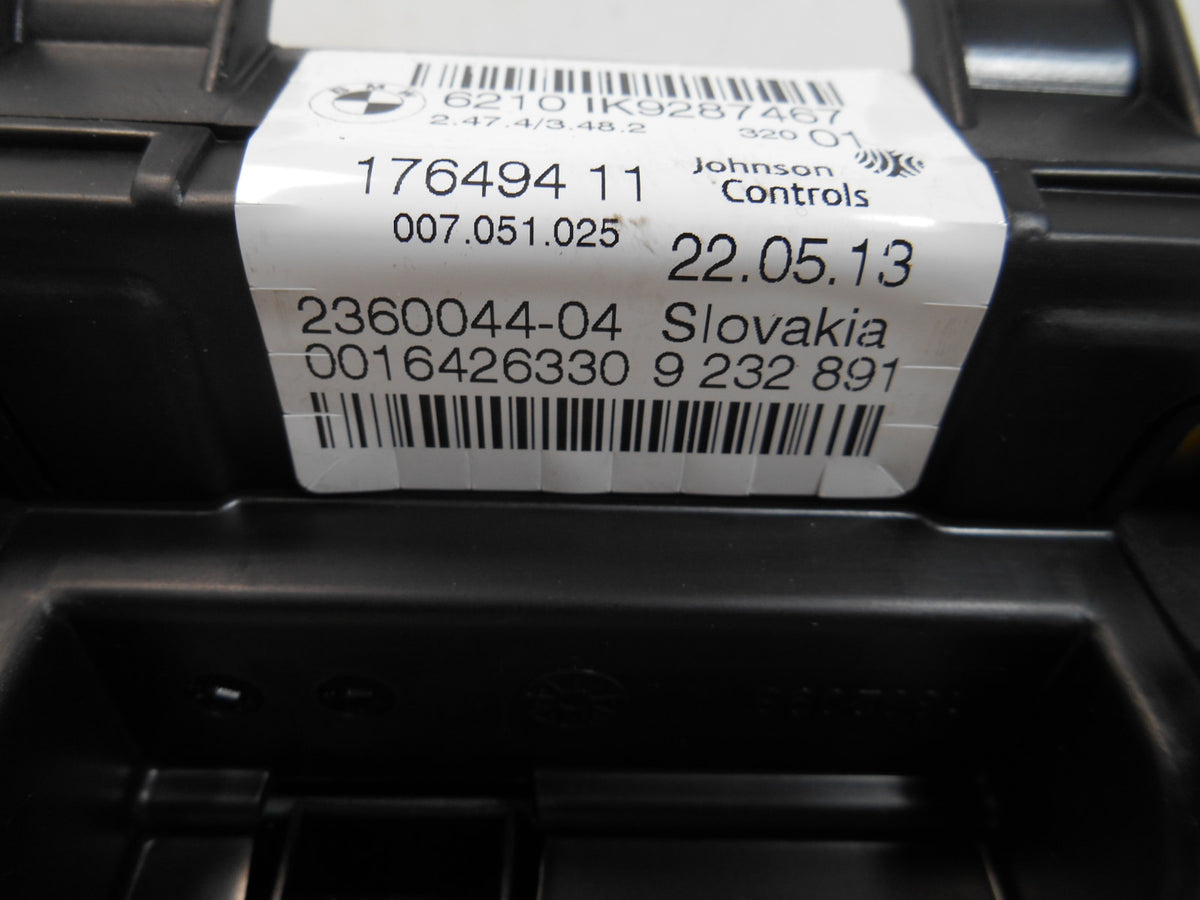 BMW
6210 IK9287467
2.47.4/3.48.2 320 01
176494 11 Johnson Controls
007.051.025 22.05.13
2360044-04 Slovakia
0016426330 9 232 891